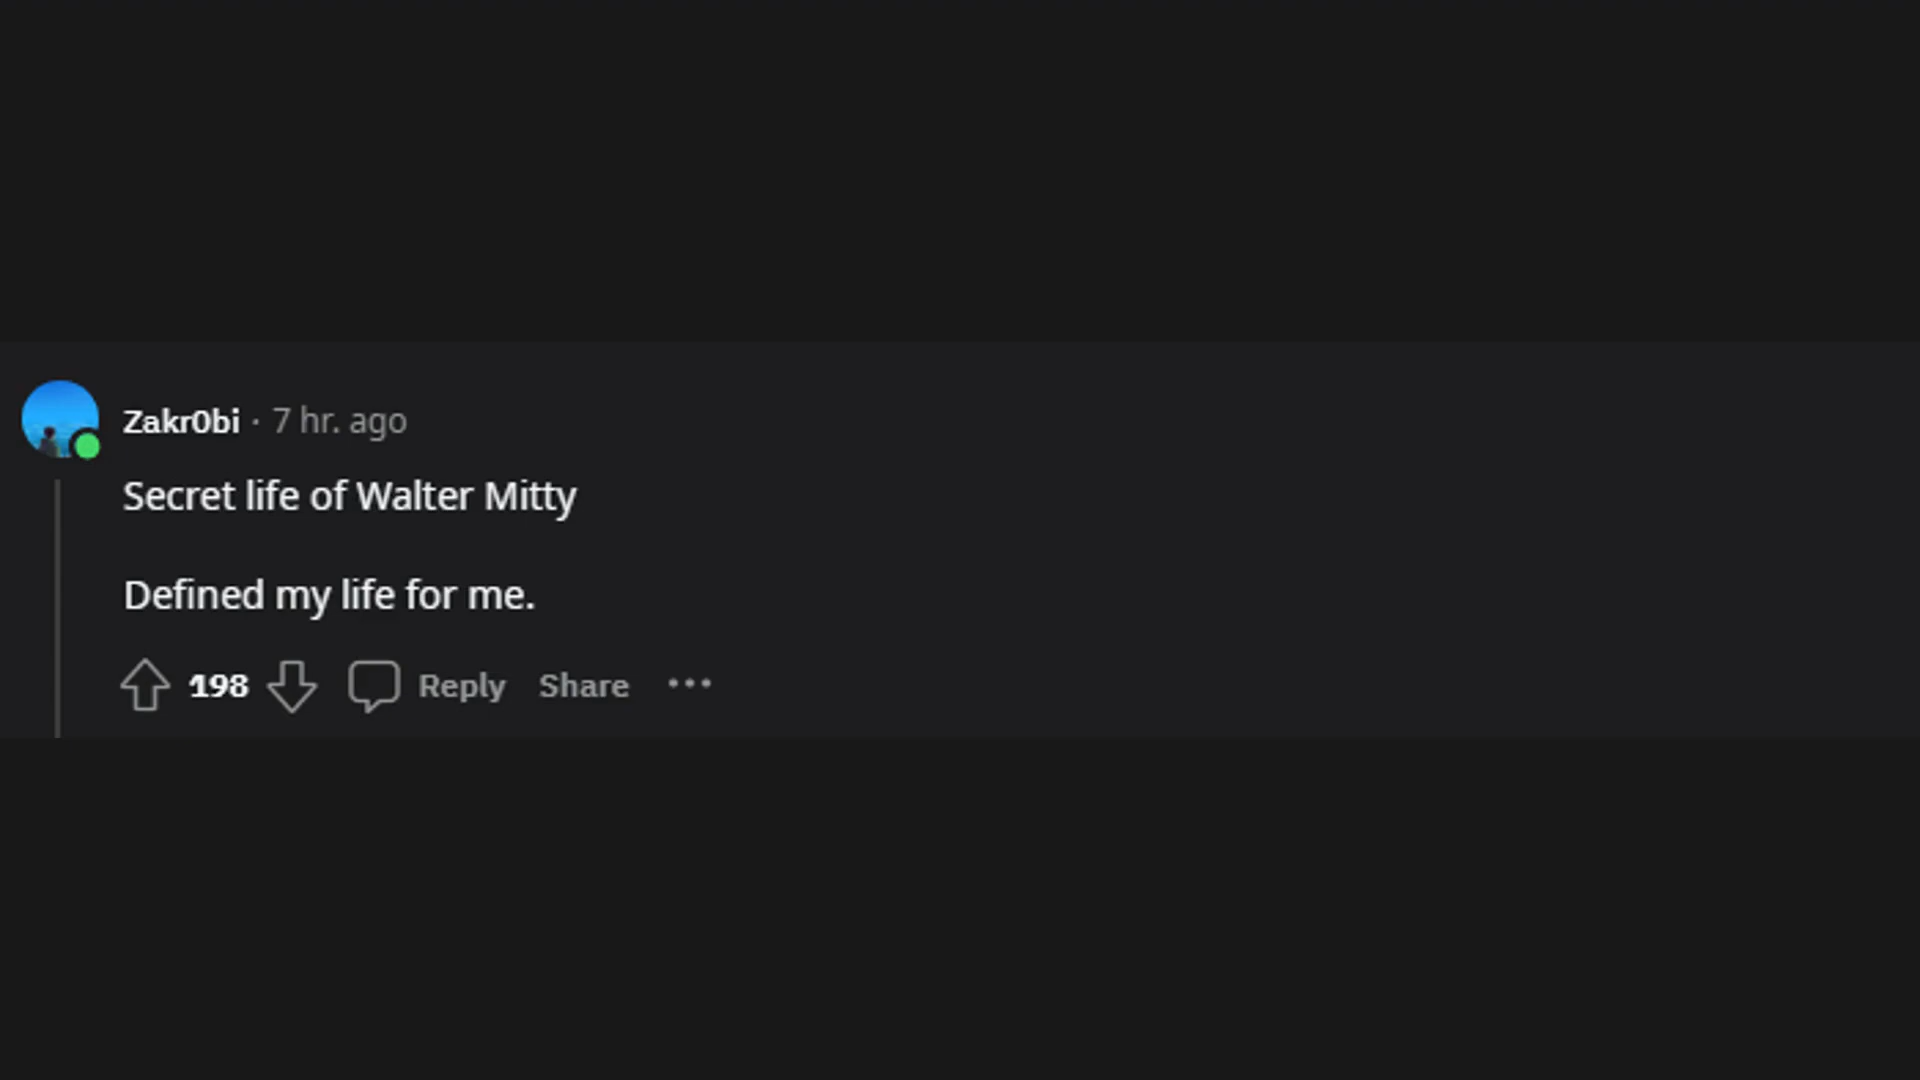 Zakr0bi · 7 hr. ago
Secret life of Walter Mitty
Defined my life for me.
198 Reply Share ···